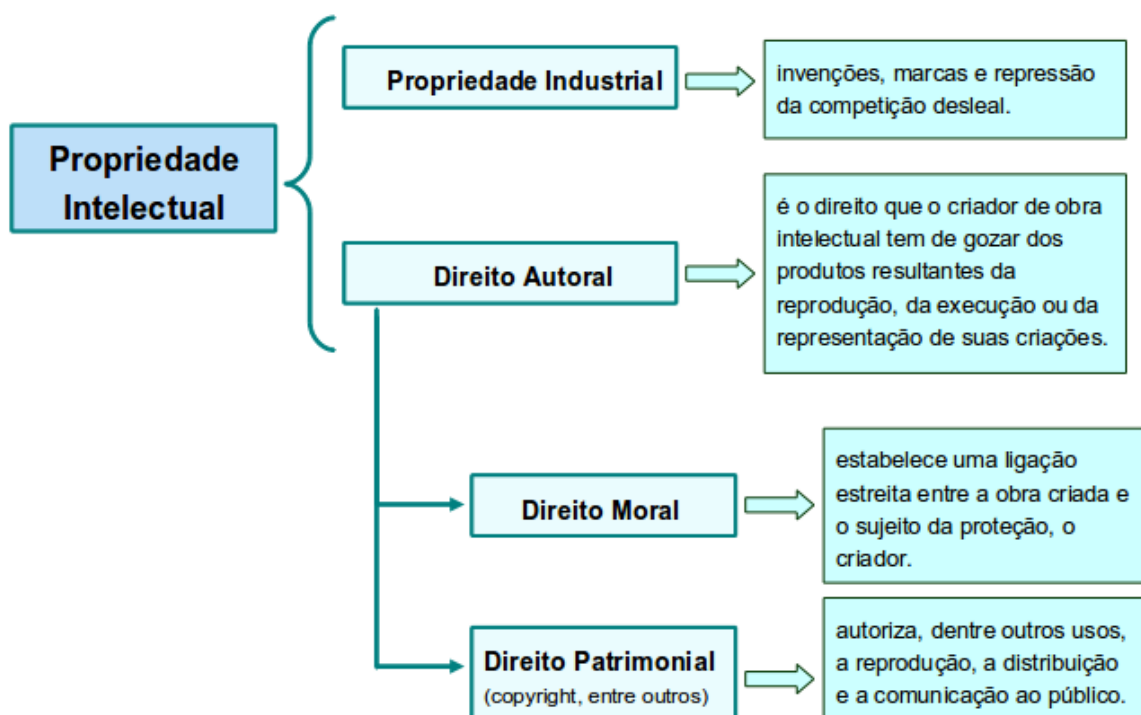 Propriedade
Intelectual
Propriedade Industrial
invenções, marcas e repressão
da competição desleal.
Direito Autoral
é o direito que o criador de obra
intelectual tem de gozar dos
produtos resultantes da
reprodução, da execução ou da
representação de suas criações.
Direito Moral
estabelece uma ligação
estreita entre a obra criada e
o sujeito da proteção, o
criador.
Direito Patrimonial
(copyright, entre outros)
autoriza, dentre outros usos,
a reprodução, a distribuição
e a comunicação ao público.